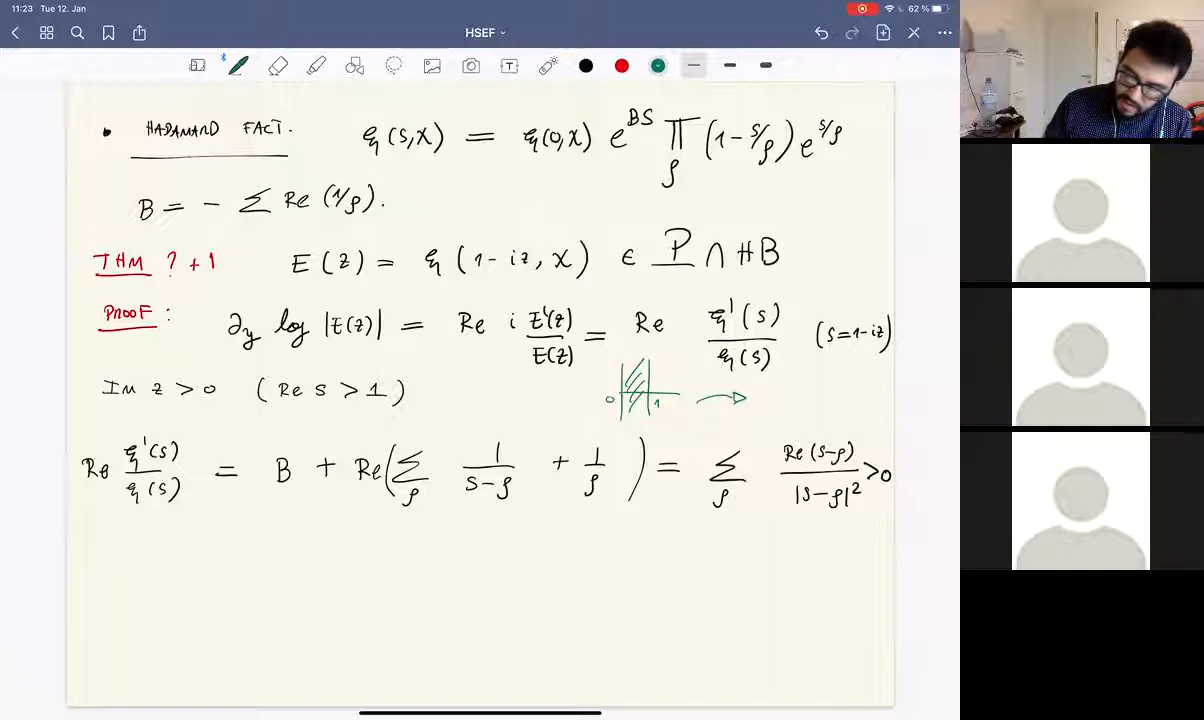 11:23 Tue 12. Jan
62 %
HSEF
• HADAMARD FACT. ξ(s,χ) = ξ(0,χ) e^{Bs} ∏_ρ (1-s/ρ) e^{s/ρ}
B = - Σ Re (1/ρ).
THM ? + 1 E(z) = ξ(1-iz, χ) ∈ P ∩ HB
PROOF : ∂_y log |E(z)| = Re i E'(z)/E(z) = Re ξ'(s)/ξ(s) (s=1-iz)
Im z > 0 (Re s > 1) 0 1
Re ξ'(s)/ξ(s) = B + Re(Σ_ρ 1/(s-ρ) + 1/ρ) = Σ_ρ Re(s-ρ)/|s-ρ|² > 0